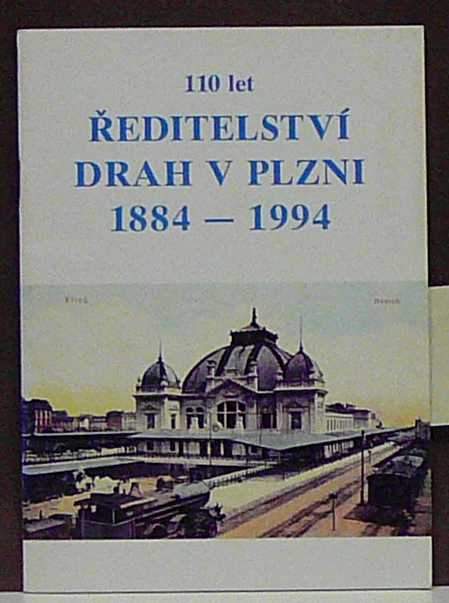 110 let
ŘEDITELSTVÍ
DRAH V PLZNI
1884 – 1994